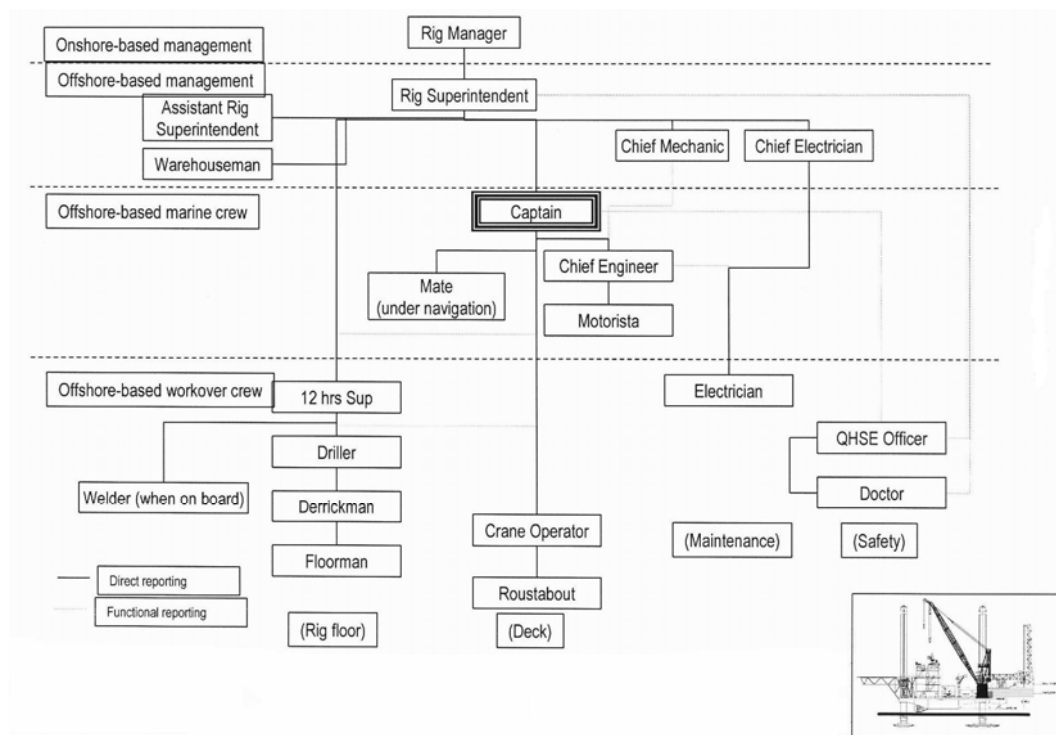 Rig Manager
Onshore-based management
Offshore-based management
Rig Superintendent
Assistant Rig
Superintendent
Chief Mechanic
Chief Electrician
Warehouseman
Offshore-based marine crew
Captain
Chief Engineer
Mate
(under navigation)
Motorista
Offshore-based workover crew
12 hrs Sup
Electrician
QHSE Officer
Driller
Welder (when on board)
Doctor
Derrickman
Crane Operator
(Maintenance)
(Safety)
Floorman
Direct reporting
Roustabout
Functional reporting
(Rig floor)
(Deck)